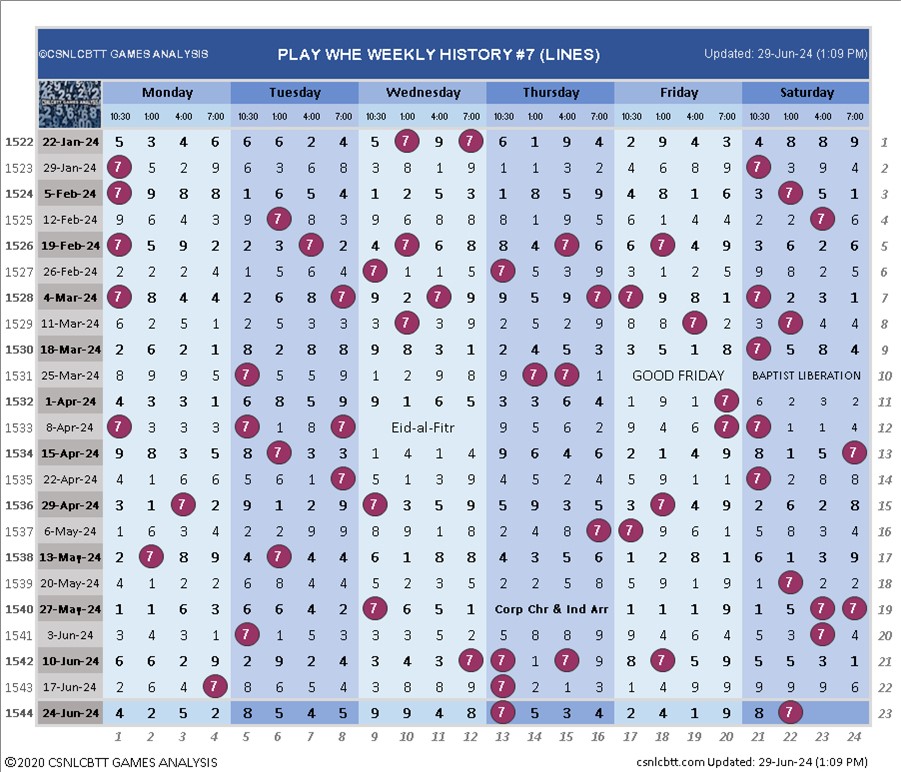 ©CSNLCBTT GAMES ANALYSIS PLAY WHE WEEKLY HISTORY #7 (LINES) Updated: 29-Jun-24 (1:09 PM)
Monday Tuesday Wednesday Thursday Friday Saturday
10:30 1:00 4:00 7:00 10:30 1:00 4:00 7:00 10:30 1:00 4:00 7:00 10:30 1:00 4:00 7:00 10:30 1:00 4:00 7:00 10:30 1:00 4:00 7:00
1522 22-Jan-24 5 3 4 6 6 6 2 4 5 7 9 7 6 1 9 4 2 9 4 3 4 8 8 9 1
1523 29-Jan-24 7 5 2 9 6 3 6 8 3 8 1 9 1 1 3 2 4 6 8 9 7 3 9 4 2
1524 5-Feb-24 7 9 8 8 1 6 5 4 1 2 5 3 1 8 5 9 4 8 1 6 3 7 5 1 3
1525 12-Feb-24 9 6 4 3 9 7 8 3 9 6 8 8 8 1 9 5 6 1 4 4 2 2 7 6 4
1526 19-Feb-24 7 5 9 2 2 3 7 2 4 7 6 8 8 4 7 6 6 7 4 9 3 6 2 6 5
1527 26-Feb-24 2 2 2 4 1 5 6 4 7 1 1 5 7 5 3 9 3 1 2 5 9 8 2 5 6
1528 4-Mar-24 7 8 4 4 2 6 8 7 9 2 7 9 9 5 9 7 7 9 8 1 7 2 3 1 7
1529 11-Mar-24 6 2 5 1 2 5 3 3 3 7 3 9 2 5 2 9 8 8 7 2 3 7 4 4 8
1530 18-Mar-24 2 6 2 1 8 2 8 8 9 8 3 1 2 4 5 3 3 5 1 8 7 5 8 4 9
1531 25-Mar-24 8 9 9 5 7 5 5 9 1 2 9 8 9 7 7 1 GOOD FRIDAY BAPTIST LIBERATION 10
1532 1-Apr-24 4 3 3 1 6 8 5 9 9 1 6 5 3 3 6 4 1 9 1 7 6 2 3 2 11
1533 8-Apr-24 7 3 3 3 7 1 8 7 Eid-al-Fitr 9 5 6 2 9 4 6 7 7 1 1 4 12
1534 15-Apr-24 9 8 3 5 8 7 3 3 1 4 1 4 9 6 4 6 2 1 4 9 8 1 5 7 13
1535 22-Apr-24 4 1 6 6 5 6 1 7 5 1 3 9 4 5 2 4 5 9 1 1 7 2 8 8 14
1536 29-Apr-24 3 1 7 2 9 1 2 9 7 3 5 9 5 9 3 5 3 7 4 9 2 6 2 8 15
1537 6-May-24 1 6 3 4 2 2 9 9 8 9 1 8 2 4 8 7 7 9 6 1 5 8 3 4 16
1538 13-May-24 2 7 8 9 4 7 4 4 6 1 8 8 4 3 5 6 1 2 8 1 6 1 3 9 17
1539 20-May-24 4 1 2 2 6 8 4 4 5 2 3 5 2 2 5 8 5 9 1 9 1 7 2 2 18
1540 27-May-24 1 1 6 3 6 6 4 2 7 6 5 1 Corp Chr & Ind Arr 1 1 1 9 1 5 7 7 19
1541 3-Jun-24 3 4 3 1 7 1 5 3 3 3 5 2 5 8 8 9 9 4 6 4 5 3 7 4 20
1542 10-Jun-24 6 6 2 9 2 9 2 4 3 4 3 7 7 1 7 9 8 7 5 9 5 5 3 1 21
1543 17-Jun-24 2 6 4 7 8 6 5 4 3 8 8 9 7 2 1 3 1 4 9 9 9 9 9 6 22
1544 24-Jun-24 4 2 5 2 8 5 4 5 9 9 4 8 7 5 3 4 2 4 1 9 8 7 23
1 2 3 4 5 6 7 8 9 10 11 12 13 14 15 16 17 18 19 20 21 22 23 24
©2020 CSNLCBTT GAMES ANALYSIS csnlcbtt.com Updated: 29-Jun-24 (1:09 PM)